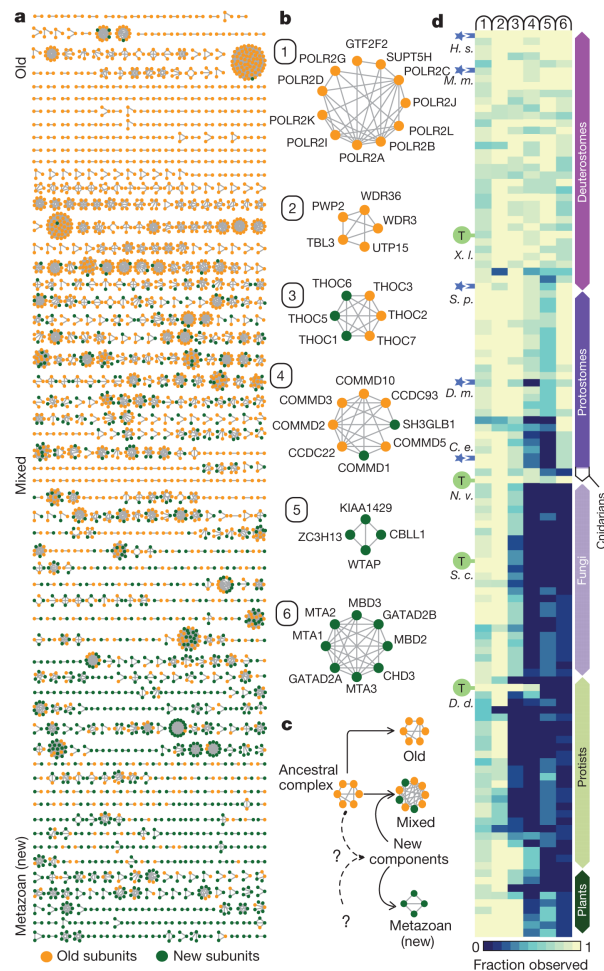 a
Old
Mixed
Metazoan (new)
Old subunits
New subunits
b
1
GTF2F2
POLR2G
SUPT5H
POLR2D
POLR2C
POLR2J
POLR2K
POLR2L
POLR2I
POLR2B
POLR2A
2
WDR36
PWP2
WDR3
TBL3
UTP15
3
THOC6
THOC3
THOC5
THOC2
THOC1
THOC7
4
COMMD10
COMMD3
CCDC93
COMMD2
SH3GLB1
CCDC22
COMMD5
COMMD1
5
KIAA1429
ZC3H13
CBLL1
WTAP
6
MBD3
MTA2
GATAD2B
MTA1
MBD2
GATAD2A
CHD3
MTA3
c
Old
Ancestral
complex
Mixed
New
components
?
?
Metazoan
(new)
d
1 2 3 4 5 6
H. s.
M. m.
T
X. l.
S. p.
D. m.
C. e.
T
N. v.
T
S. c.
T
D. d.
Deuterostomes
Protostomes
Cnidarians
Fungi
Protists
Plants
0 1
Fraction observed